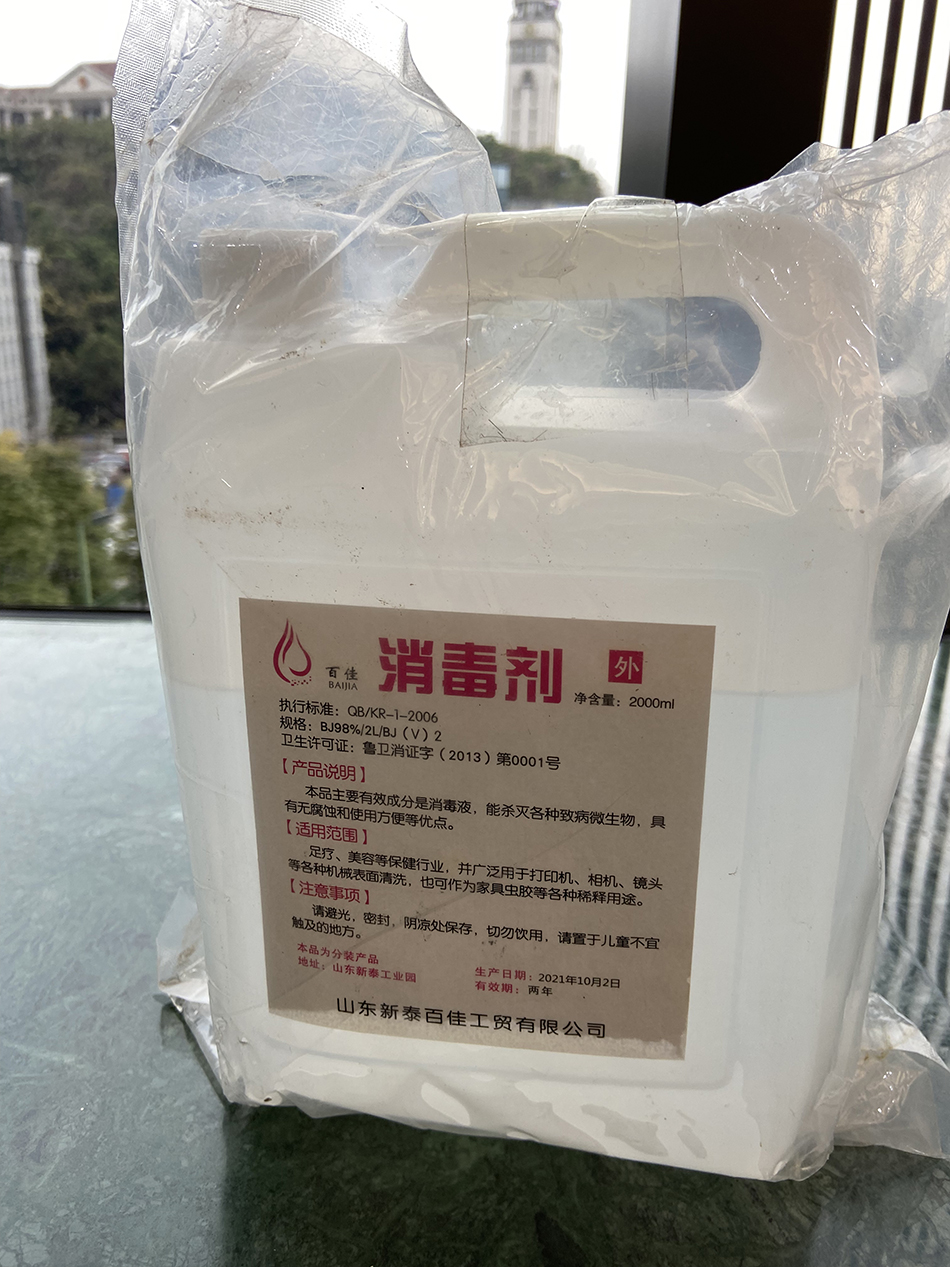 百佳
BAIJIA
消毒剂
外
净含量：2000ml
执行标准：QB/KR-1-2006
规格：BJ98%/2L/BJ（V）2
卫生许可证：鲁卫消证字（2013）第0001号
【产品说明】
本品主要有效成分是消毒液，能杀灭各种致病微生物，具
有无腐蚀和使用方便等优点。
【适用范围】
足疗、美容等保健行业，并广泛用于打印机、相机、镜头
等各种机械表面清洗，也可作为家具虫胶等各种稀释用途。
【注意事项】
请避光，密封，阴凉处保存，切勿饮用，请置于儿童不宜
触及的地方。
本品为分装产品
地址：山东新泰工业园
生产日期：2021年10月2日
有效期：两年
山东新泰百佳工贸有限公司